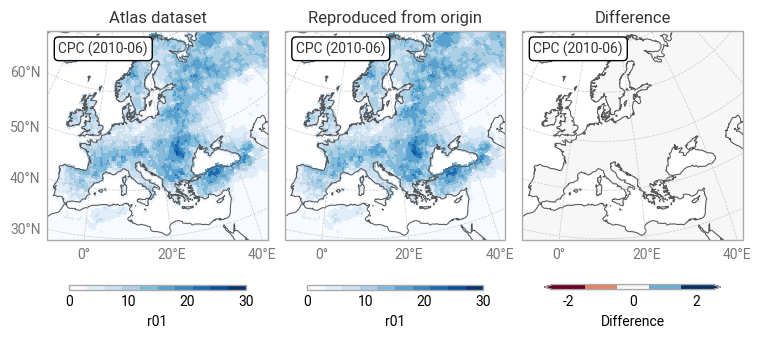 Atlas dataset
Reproduced from origin
Difference
CPC (2010-06)
CPC (2010-06)
CPC (2010-06)
60°N
50°N
40°N
30°N
0°
20°E
40°E
0°
20°E
40°E
0°
20°E
40°E
0
10
20
30
0
10
20
30
-2
0
2
r01
r01
Difference